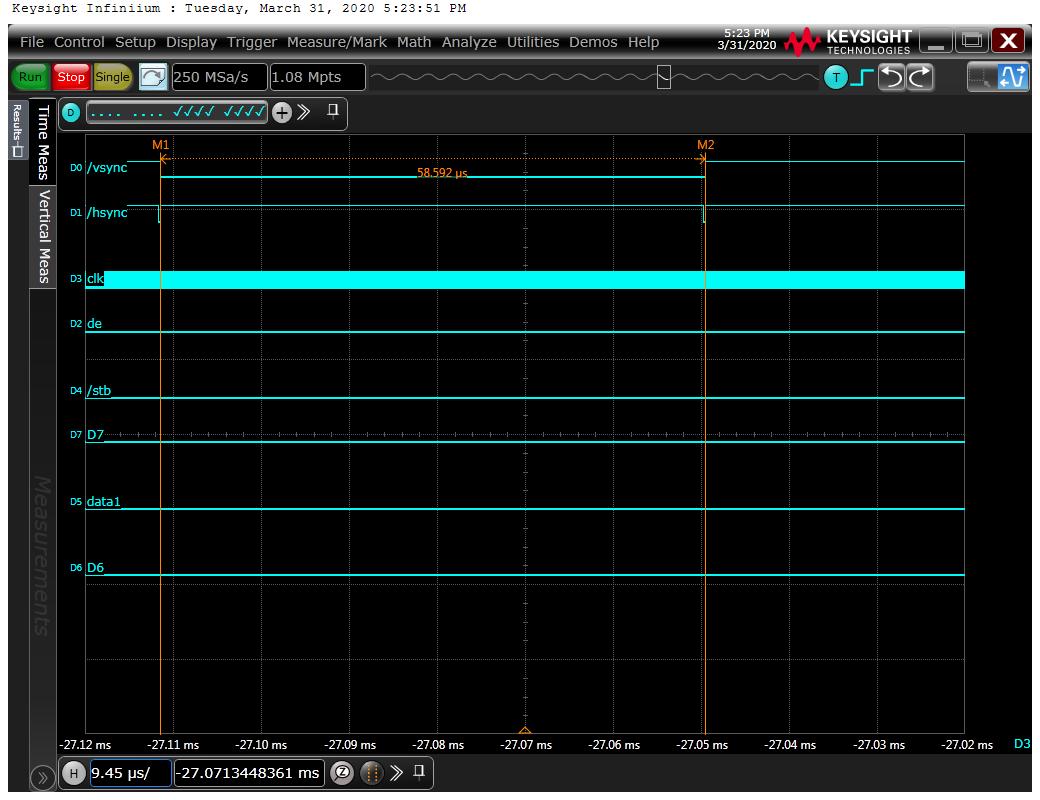 Keysight Infiniium : Tuesday, March 31, 2020 5:23:51 PM
File Control Setup Display Trigger Measure/Mark Math Analyze Utilities Demos Help
5:23 PM
3/31/2020
KEYSIGHT
TECHNOLOGIES
X
Run Stop Single 250 MSa/s 1.08 Mpts T
Results
D
Time Meas
Vertical Meas
Measurements
M1 M2
D0 /vsync
58.592 µs
D1 /hsync
D3 clk
D2 de
D4 /stb
D7 D7
D5 data1
D6 D6
-27.12 ms -27.11 ms -27.10 ms -27.09 ms -27.08 ms -27.07 ms -27.06 ms -27.05 ms -27.04 ms -27.03 ms -27.02 ms D3
H 9.45 µs/ -27.0713448361 ms Z